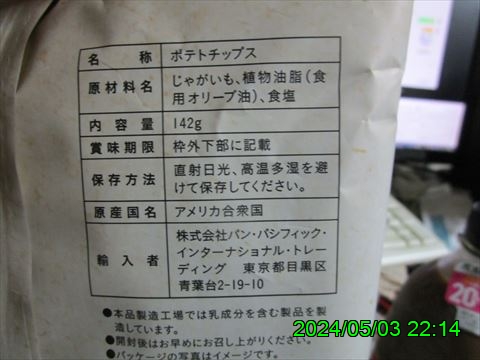 名称 ポテトチップス
原材料名 じゃがいも、植物油脂(食
用オリーブ油)、食塩
内容量 142g
賞味期限 枠外下部に記載
保存方法 直射日光、高温多湿を避
けて保存してください。
原産国名 アメリカ合衆国
輸入者 株式会社パン・パシフィック・
インターナショナル・トレー
ディング 東京都目黒区
青葉台2-19-10
●本品製造工場では乳成分を含む製品を製
造しています。
●開封後はお早めにお召し上がりください。
●パッケージの写真はイメージです。
20
2024/05/03 22:14